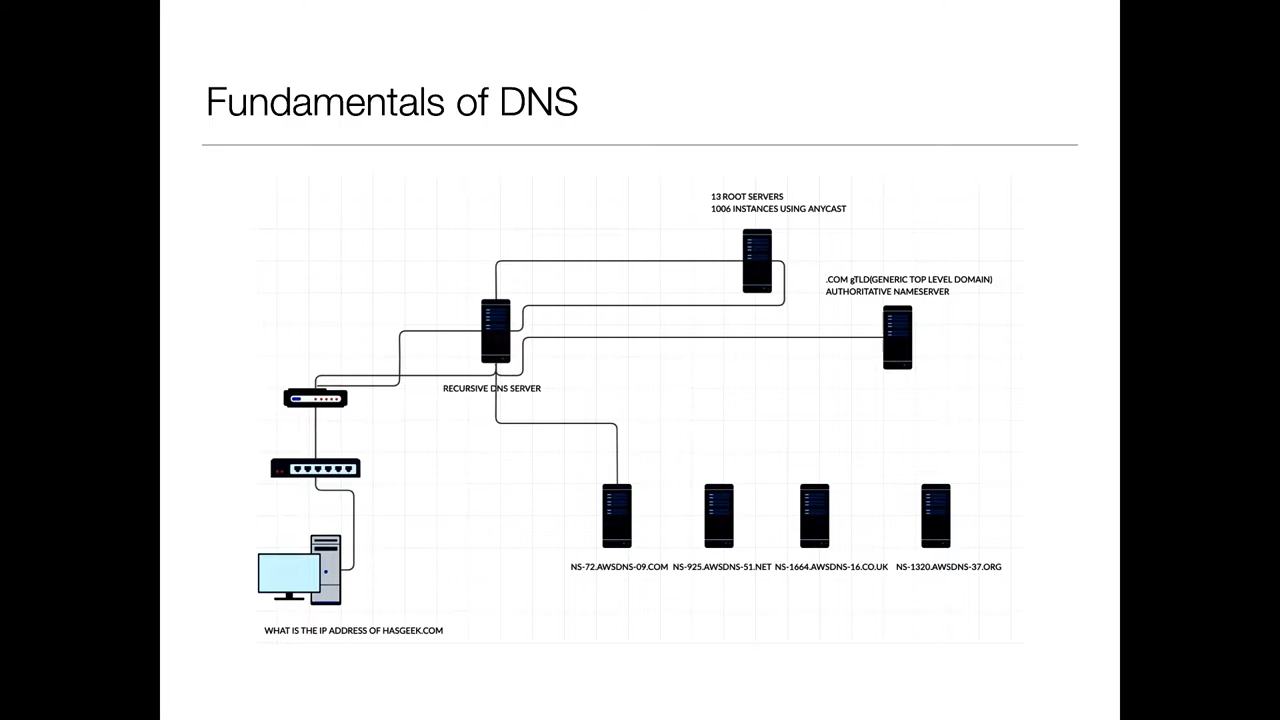 Fundamentals of DNS
13 ROOT SERVERS
1006 INSTANCES USING ANYCAST
.COM gTLD(GENERIC TOP LEVEL DOMAIN)
AUTHORITATIVE NAMESERVER
RECURSIVE DNS SERVER
NS-72.AWSDNS-09.COM NS-925.AWSDNS-51.NET NS-1664.AWSDNS-16.CO.UK NS-1320.AWSDNS-37.ORG
WHAT IS THE IP ADDRESS OF HASGEEK.COM